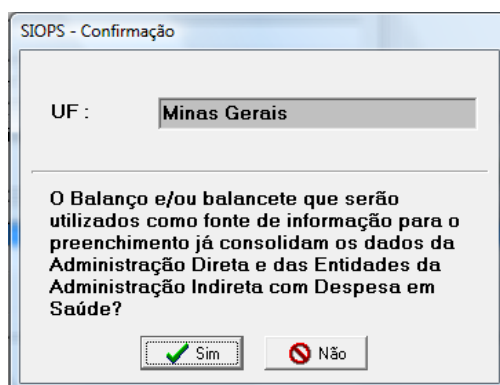 SIOPS - Confirmação
UF : Minas Gerais
O Balanço e/ou balancete que serão
utilizados como fonte de informação para o
preenchimento já consolidam os dados da
Administração Direta e das Entidades da
Administração Indireta com Despesa em
Saúde?
Sim Não